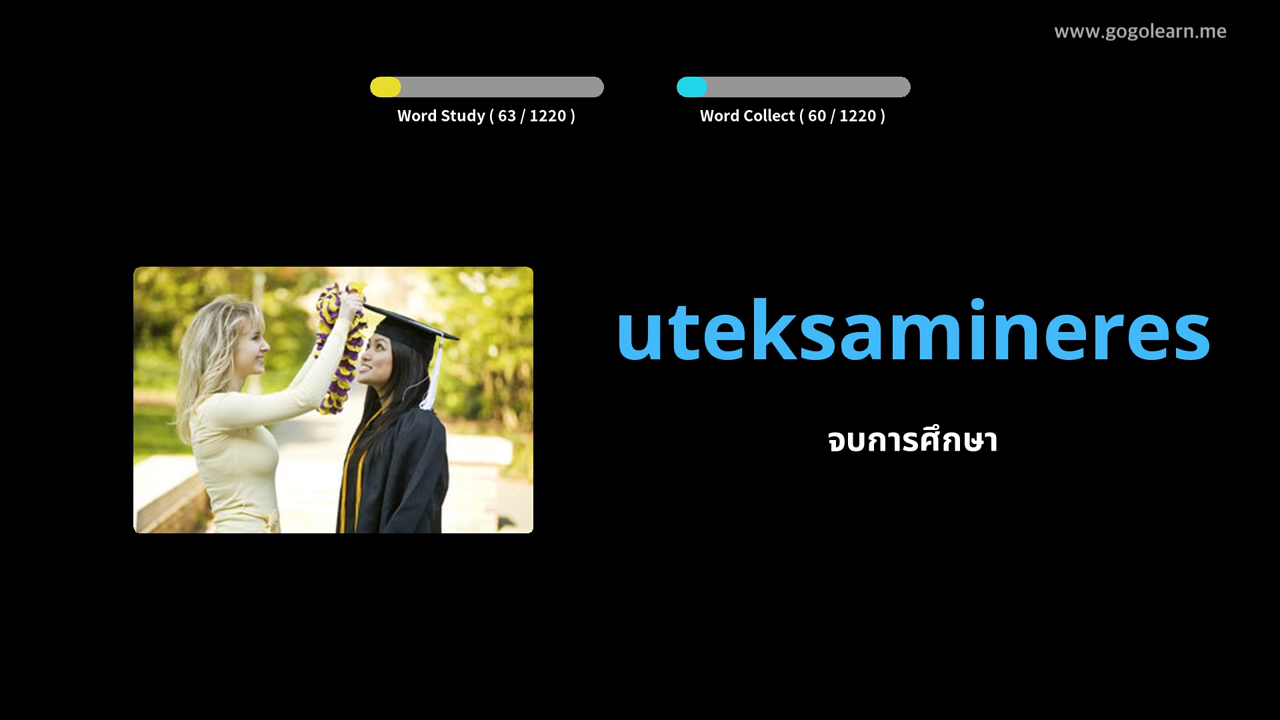 www.gogolearn.me
Word Study ( 63 / 1220 )
Word Collect ( 60 / 1220 )
uteksamineres
จบการศึกษา